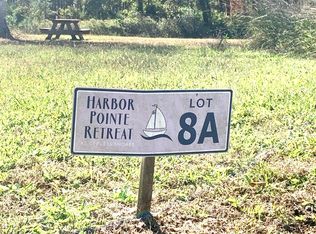 HARBOR
POINTE
RETREAT
LOT
8A